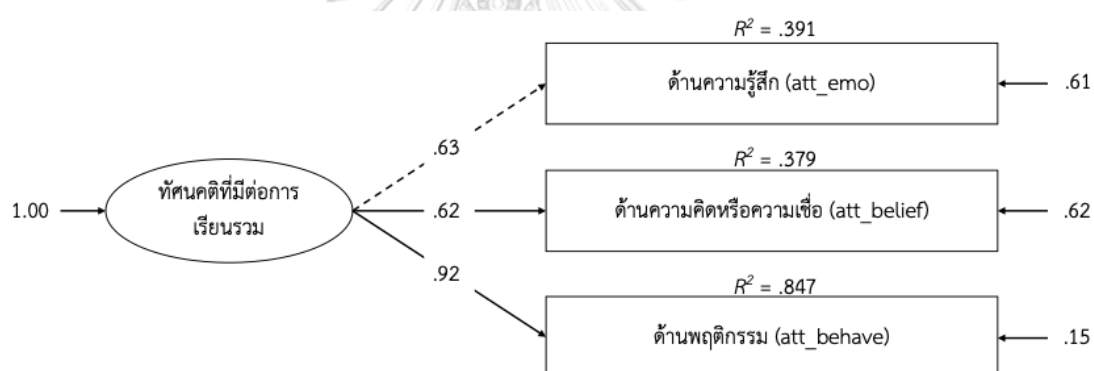 R² = .391
ด้านความรู้สึก (att_emo)
.61
.63
R² = .379
1.00
ทัศนคติที่มีต่อการ
เรียนรวม
.62
ด้านความคิดหรือความเชื่อ (att_belief)
.62
.92
R² = .847
ด้านพฤติกรรม (att_behave)
.15